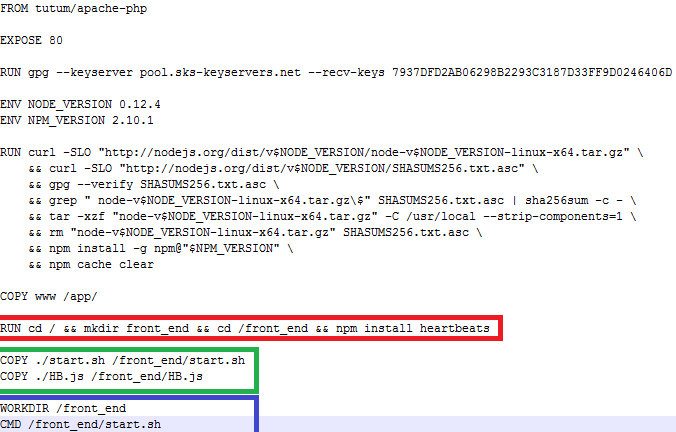 FROM tutum/apache-php
EXPOSE 80
RUN gpg --keyserver pool.sks-keyservers.net --recv-keys 7937DFD2AB06298B2293C3187D33FF9D0246406D
ENV NODE_VERSION 0.12.4
ENV NPM_VERSION 2.10.1
RUN curl -SLO "http://nodejs.org/dist/v$NODE_VERSION/node-v$NODE_VERSION-linux-x64.tar.gz" \
&& curl -SLO "http://nodejs.org/dist/v$NODE_VERSION/SHASUMS256.txt.asc" \
&& gpg --verify SHASUMS256.txt.asc \
&& grep " node-v$NODE_VERSION-linux-x64.tar.gz\$" SHASUMS256.txt.asc | sha256sum -c - \
&& tar -xzf "node-v$NODE_VERSION-linux-x64.tar.gz" -C /usr/local --strip-components=1 \
&& rm "node-v$NODE_VERSION-linux-x64.tar.gz" SHASUMS256.txt.asc \
&& npm install -g npm@"$NPM_VERSION" \
&& npm cache clear
COPY www /app/
RUN cd / && mkdir front_end && cd /front_end && npm install heartbeats
COPY ./start.sh /front_end/start.sh
COPY ./HB.js /front_end/HB.js
WORKDIR /front_end
CMD /front_end/start.sh